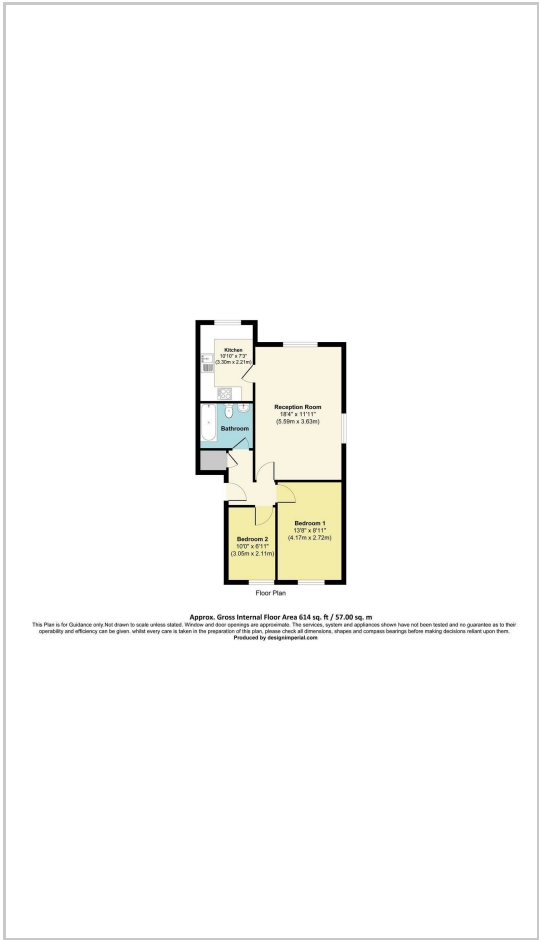 Kitchen
10'10" x 7'3"
(3.30m x 2.21m)
Reception Room
18'4" x 11'11"
(5.59m x 3.63m)
Bathroom
Bedroom 1
13'8" x 8'11"
(4.17m x 2.72m)
Bedroom 2
10'0" x 6'11"
(3.05m x 2.11m)
Floor Plan
Approx. Gross Internal Floor Area 614 sq. ft / 57.00 sq. m
This Plan is for Guidance only.Not drawn to scale unless stated. Window and door openings are approximate. The services, system and appliances shown have not been tested and no guarantee as to their
operability and efficiency can be given. whilst every care is taken in the preparation of this plan, please check all dimensions, shapes and compass bearings before making decisions reliant upon them.
Produced by designimperial.com